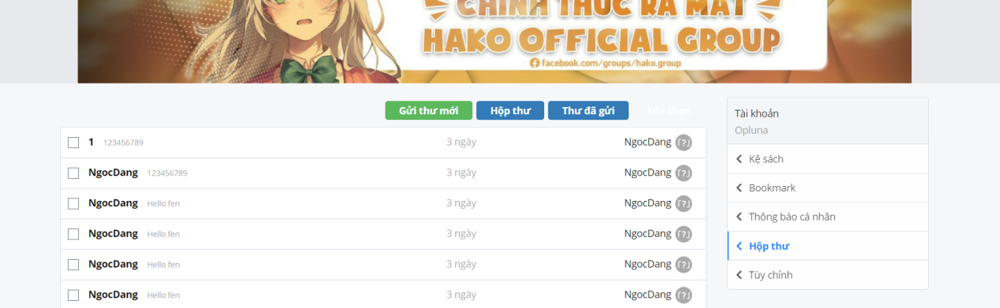 CHÍNH THỨC RA MẮT
HAKO OFFICIAL GROUP
facebook.com/groups/hako.group
Gửi thư mới Hộp thư Thư đã gửi Xóa chọn
1 123456789 3 ngày NgocDang 「?」
NgocDang 123456789 3 ngày NgocDang 「?」
NgocDang Hello fen 3 ngày NgocDang 「?」
NgocDang Hello fen 3 ngày NgocDang 「?」
NgocDang Hello fen 3 ngày NgocDang 「?」
NgocDang Hello fen 3 ngày NgocDang 「?」
Tài khoản
Opluna
Kệ sách
Bookmark
Thông báo cá nhân
Hộp thư
Tùy chỉnh